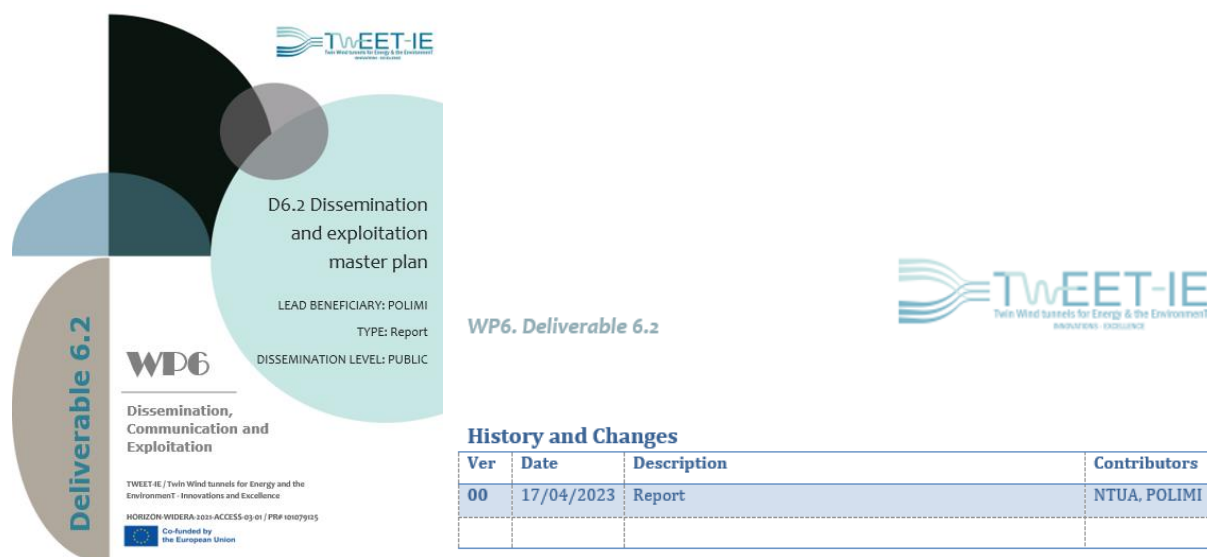 TWEET-IE
Twin Wind tunnels for Energy & the EnvironmenT
INNOVATIONS - EXCELLENCE
D6.2 Dissemination
and exploitation
master plan
LEAD BENEFICIARY: POLIMI
TYPE: Report
DISSEMINATION LEVEL: PUBLIC
Deliverable 6.2
WP6
Dissemination,
Communication and
Exploitation
TWEET-IE / Twin Wind tunnels for Energy and the
EnvironmenT - Innovations and Excellence
HORIZON-WIDERA-2021-ACCESS-03-01 / PR# 101079125
Co-funded by
the European Union
TWEET-IE
Twin Wind tunnels for Energy & the EnvironmenT
INNOVATIONS - EXCELLENCE
WP6. Deliverable 6.2
History and Changes
Ver Date Description Contributors
00 17/04/2023 Report NTUA, POLIMI